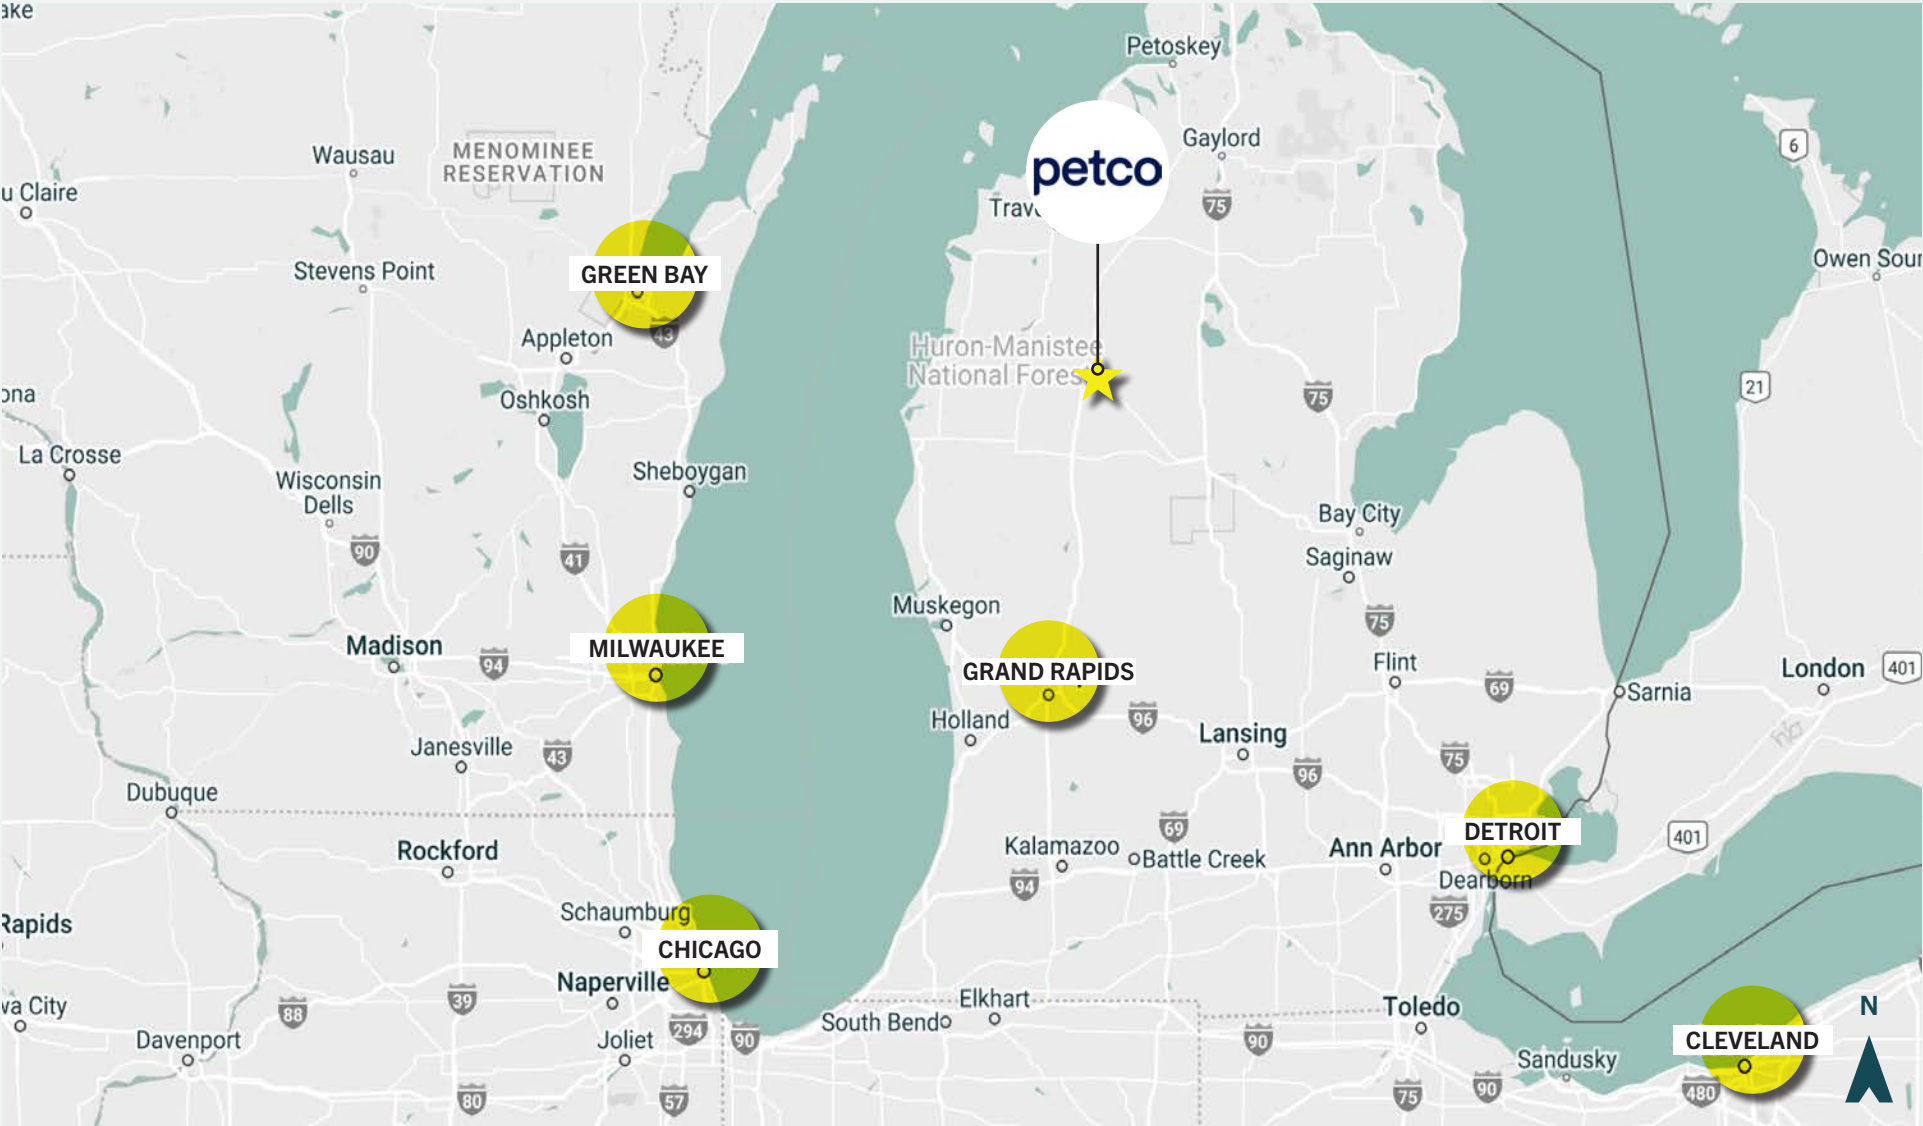 ake
Petoskey
Gaylord
6
Wausau
MENOMINEE
RESERVATION
petco
u Claire
75
Trav
GREEN BAY
Owen Sour
Stevens Point
43
Appleton
Huron-Manistee
National Fores
75
21
ona
Oshkosh
La Crosse
Sheboygan
Wisconsin
Dells
Bay City
90
41
Saginaw
Muskegon
75
Madison
94
MILWAUKEE
GRAND RAPIDS
Flint
69
London
401
Sarnia
Holland
96
Lansing
Janesville
43
75
96
Dubuque
69
DETROIT
401
Rockford
Kalamazoo
Battle Creek
Ann Arbor
94
Dearborn
275
Schaumburg
Rapids
CHICAGO
Naperville
39
88
Elkhart
va City
Toledo
N
South Bend
294
90
90
Davenport
Joliet
CLEVELAND
Sandusky
80
57
75
90
480